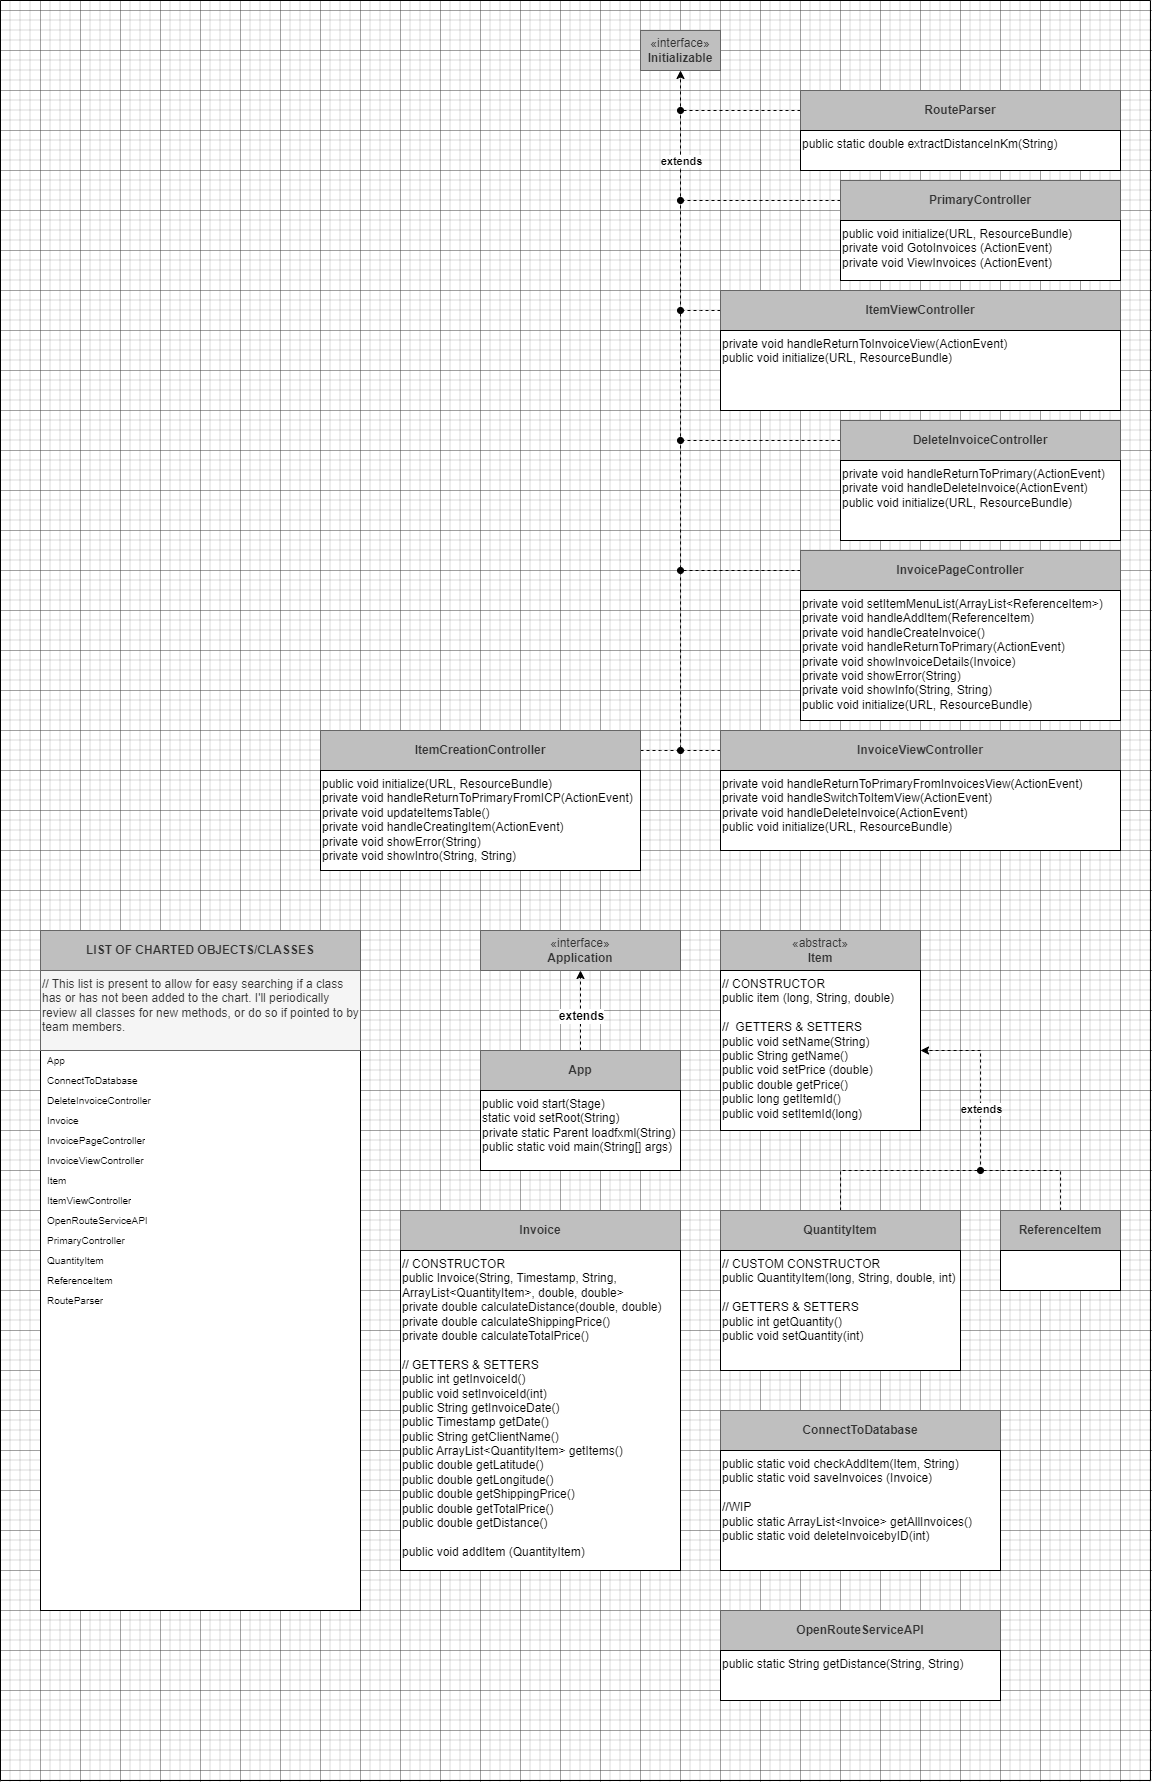 «interface»
Initializable
RouteParser
public static double extractDistanceInKm(String)
extends
PrimaryController
public void initialize(URL, ResourceBundle)
private void GotoInvoices (ActionEvent)
private void ViewInvoices (ActionEvent)
ItemViewController
private void handleReturnToInvoiceView(ActionEvent)
public void initialize(URL, ResourceBundle)
DeleteInvoiceController
private void handleReturnToPrimary(ActionEvent)
private void handleDeleteInvoice(ActionEvent)
public void initialize(URL, ResourceBundle)
InvoicePageController
private void setItemMenuList(ArrayList<ReferenceItem>)
private void handleAddItem(ReferenceItem)
private void handleCreateInvoice()
private void handleReturnToPrimary(ActionEvent)
private void showInvoiceDetails(Invoice)
private void showError(String)
private void showInfo(String, String)
public void initialize(URL, ResourceBundle)
ItemCreationController
public void initialize(URL, ResourceBundle)
private void handleReturnToPrimaryFromICP(ActionEvent)
private void updateItemsTable()
private void handleCreatingItem(ActionEvent)
private void showError(String)
private void showIntro(String, String)
InvoiceViewController
private void handleReturnToPrimaryFromInvoicesView(ActionEvent)
private void handleSwitchToItemView(ActionEvent)
private void handleDeleteInvoice(ActionEvent)
public void initialize(URL, ResourceBundle)
LIST OF CHARTED OBJECTS/CLASSES
// This list is present to allow for easy searching if a class
has or has not been added to the chart. I'll periodically
review all classes for new methods, or do so if pointed to by
team members.
App
ConnectToDatabase
DeleteInvoiceController
Invoice
InvoicePageController
InvoiceViewController
Item
ItemViewController
OpenRouteServiceAPI
PrimaryController
QuantityItem
ReferenceItem
RouteParser
«interface»
Application
extends
App
public void start(Stage)
static void setRoot(String)
private static Parent loadfxml(String)
public static void main(String[] args)
«abstract»
Item
// CONSTRUCTOR
public item (long, String, double)
// GETTERS & SETTERS
public void setName(String)
public String getName()
public void setPrice (double)
public double getPrice()
public long getItemId()
public void setItemId(long)
extends
Invoice
// CONSTRUCTOR
public Invoice(String, Timestamp, String,
ArrayList<QuantityItem>, double, double>
private double calculateDistance(double, double)
private double calculateShippingPrice()
private double calculateTotalPrice()
// GETTERS & SETTERS
public int getInvoiceId()
public void setInvoiceId(int)
public String getInvoiceDate()
public Timestamp getDate()
public String getClientName()
public ArrayList<QuantityItem> getItems()
public double getLatitude()
public double getLongitude()
public double getShippingPrice()
public double getTotalPrice()
public double getDistance()
public void addItem (QuantityItem)
QuantityItem
// CUSTOM CONSTRUCTOR
public QuantityItem(long, String, double, int)
// GETTERS & SETTERS
public int getQuantity()
public void setQuantity(int)
ReferenceItem
ConnectToDatabase
public static void checkAddItem(Item, String)
public static void saveInvoices (Invoice)
//WIP
public static ArrayList<Invoice> getAllInvoices()
public static void deleteInvoicebyID(int)
OpenRouteServiceAPI
public static String getDistance(String, String)